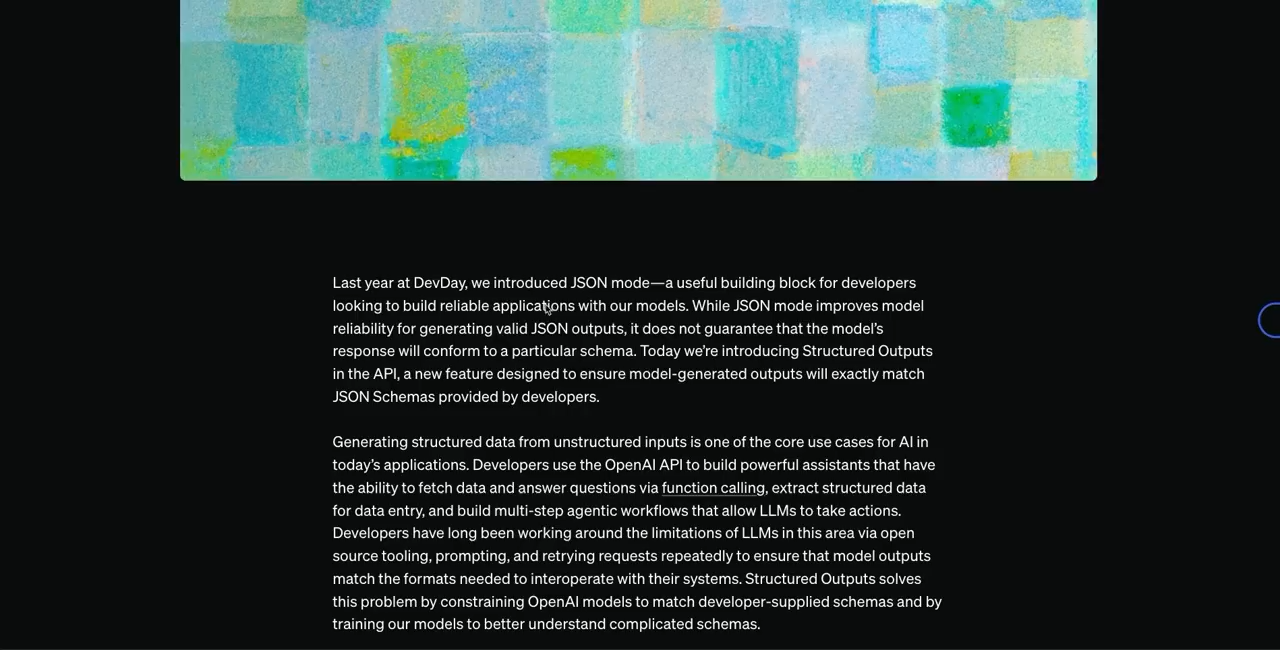 Last year at DevDay, we introduced JSON mode—a useful building block for developers
looking to build reliable applications with our models. While JSON mode improves model
reliability for generating valid JSON outputs, it does not guarantee that the model’s
response will conform to a particular schema. Today we’re introducing Structured Outputs
in the API, a new feature designed to ensure model-generated outputs will exactly match
JSON Schemas provided by developers.
Generating structured data from unstructured inputs is one of the core use cases for AI in
today’s applications. Developers use the OpenAI API to build powerful assistants that have
the ability to fetch data and answer questions via function calling, extract structured data
for data entry, and build multi-step agentic workflows that allow LLMs to take actions.
Developers have long been working around the limitations of LLMs in this area via open
source tooling, prompting, and retrying requests repeatedly to ensure that model outputs
match the formats needed to interoperate with their systems. Structured Outputs solves
this problem by constraining OpenAI models to match developer-supplied schemas and by
training our models to better understand complicated schemas.